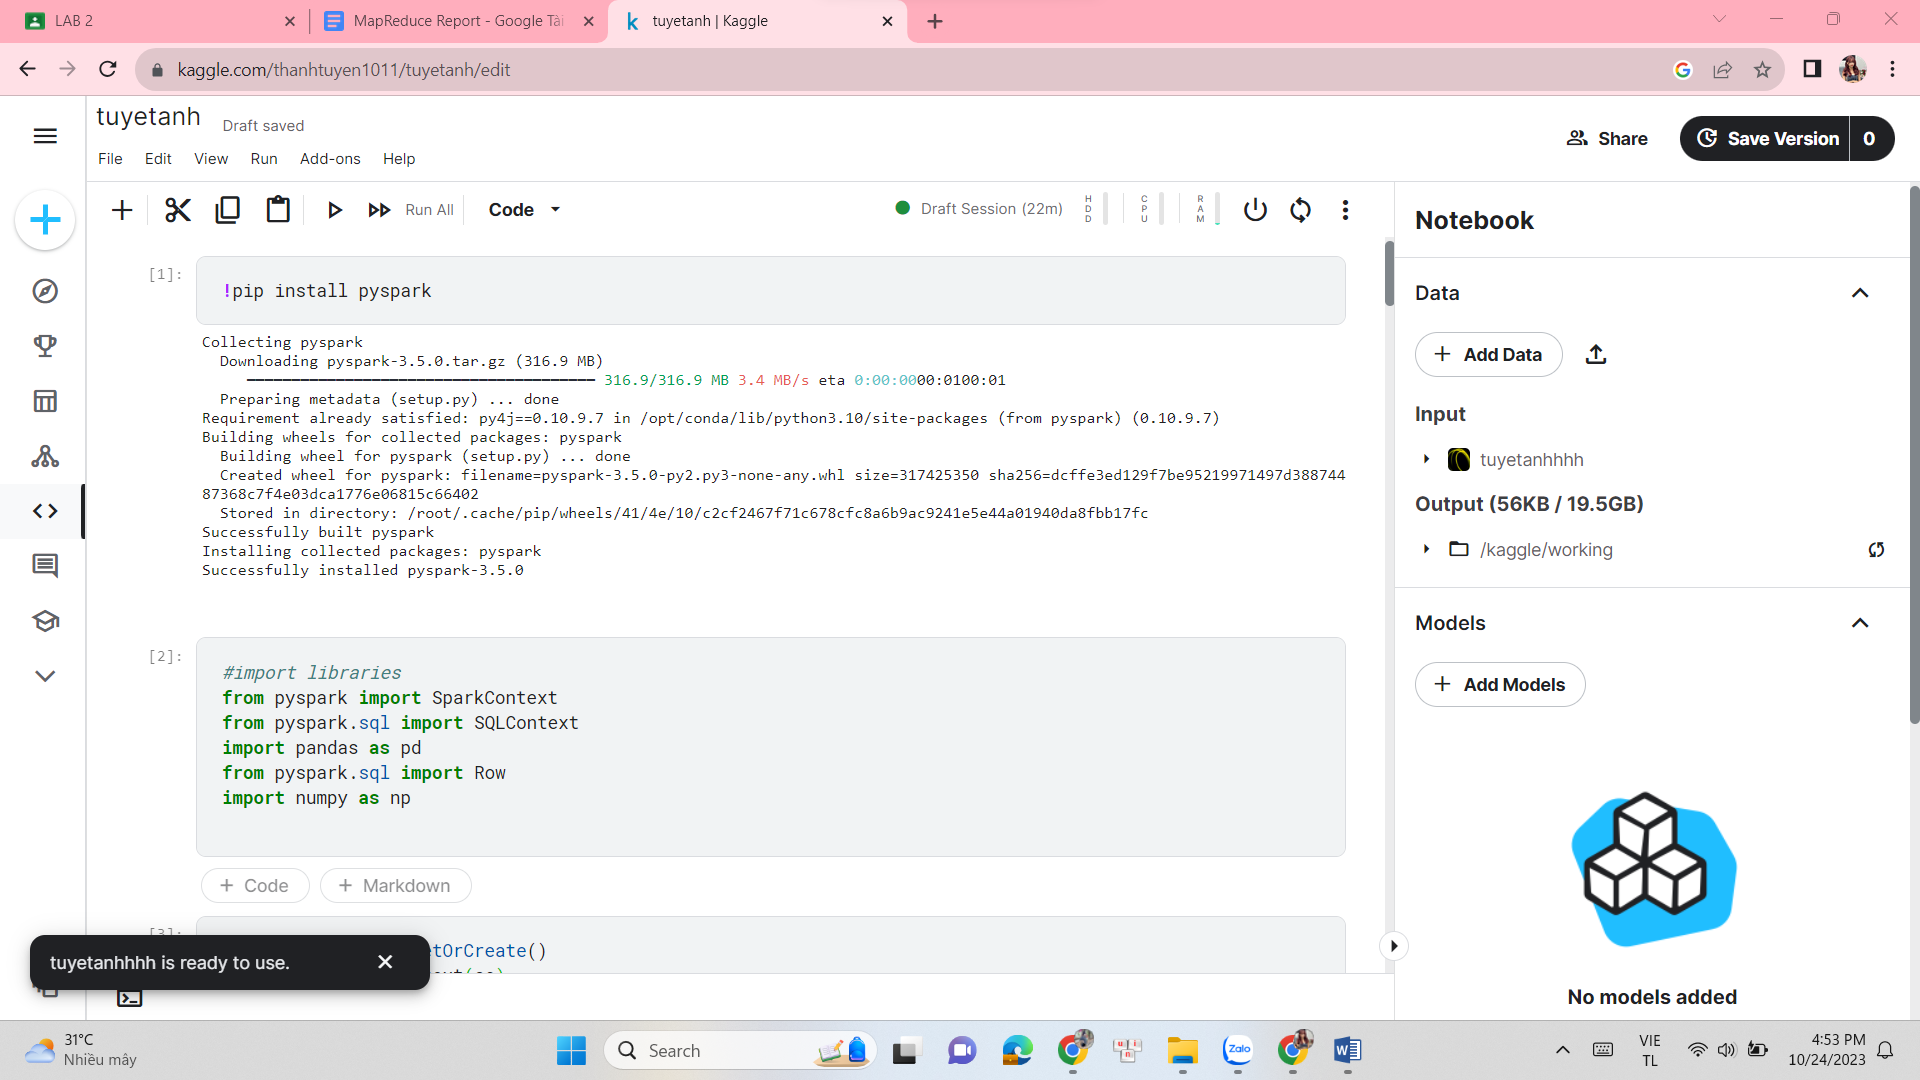 LAB 2
MapReduce Report - Google Tài
tuyetanh | Kaggle
kaggle.com/thanhtuyen1011/tuyetanh/edit
tuyetanh
Draft saved
File Edit View Run Add-ons Help
Share
Save Version 0
Run All
Code
Draft Session (22m)
HDD
CPU
RAM
[1]:
!pip install pyspark
Collecting pyspark
Downloading pyspark-3.5.0.tar.gz (316.9 MB)
316.9/316.9 MB 3.4 MB/s eta 0:00:0000:0100:01
Preparing metadata (setup.py) ... done
Requirement already satisfied: py4j==0.10.9.7 in /opt/conda/lib/python3.10/site-packages (from pyspark) (0.10.9.7)
Building wheels for collected packages: pyspark
Building wheel for pyspark (setup.py) ... done
Created wheel for pyspark: filename=pyspark-3.5.0-py2.py3-none-any.whl size=317425350 sha256=dcffe3ed129f7be95219971497d388744
87368c7f4e03dca1776e06815c66402
Stored in directory: /root/.cache/pip/wheels/41/4e/10/c2cf2467f71c678cfc8a6b9ac9241e5e44a01940da8fbb17fc
Successfully built pyspark
Installing collected packages: pyspark
Successfully installed pyspark-3.5.0
[2]:
#import libraries
from pyspark import SparkContext
from pyspark.sql import SQLContext
import pandas as pd
from pyspark.sql import Row
import numpy as np
+ Code
+ Markdown
[3]:
etOrCreate()
tuyetanhhhh is ready to use.
Notebook
Data
+ Add Data
Input
tuyetanhhhh
Output (56KB / 19.5GB)
/kaggle/working
Models
+ Add Models
No models added
31°C
Nhiều mây
Search
Zalo
VIE
TL
4:53 PM
10/24/2023